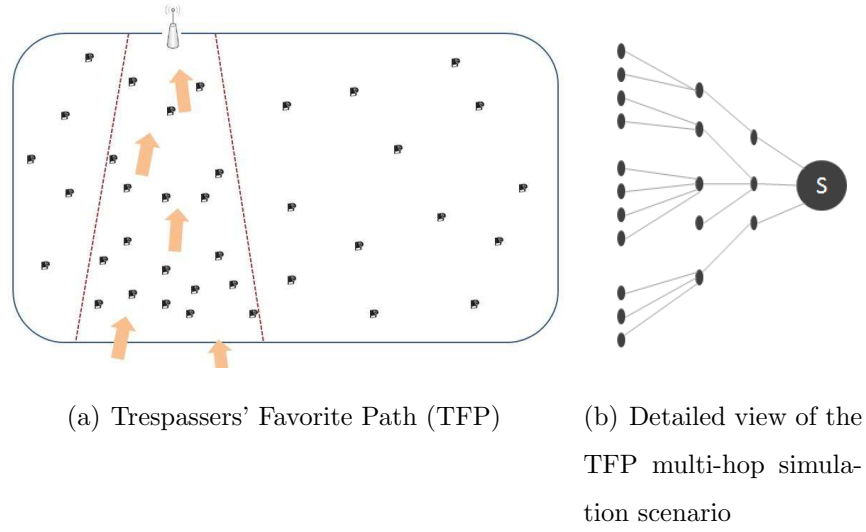 S
(a) Trespassers' Favorite Path (TFP)
(b) Detailed view of the
TFP multi-hop simula-
tion scenario